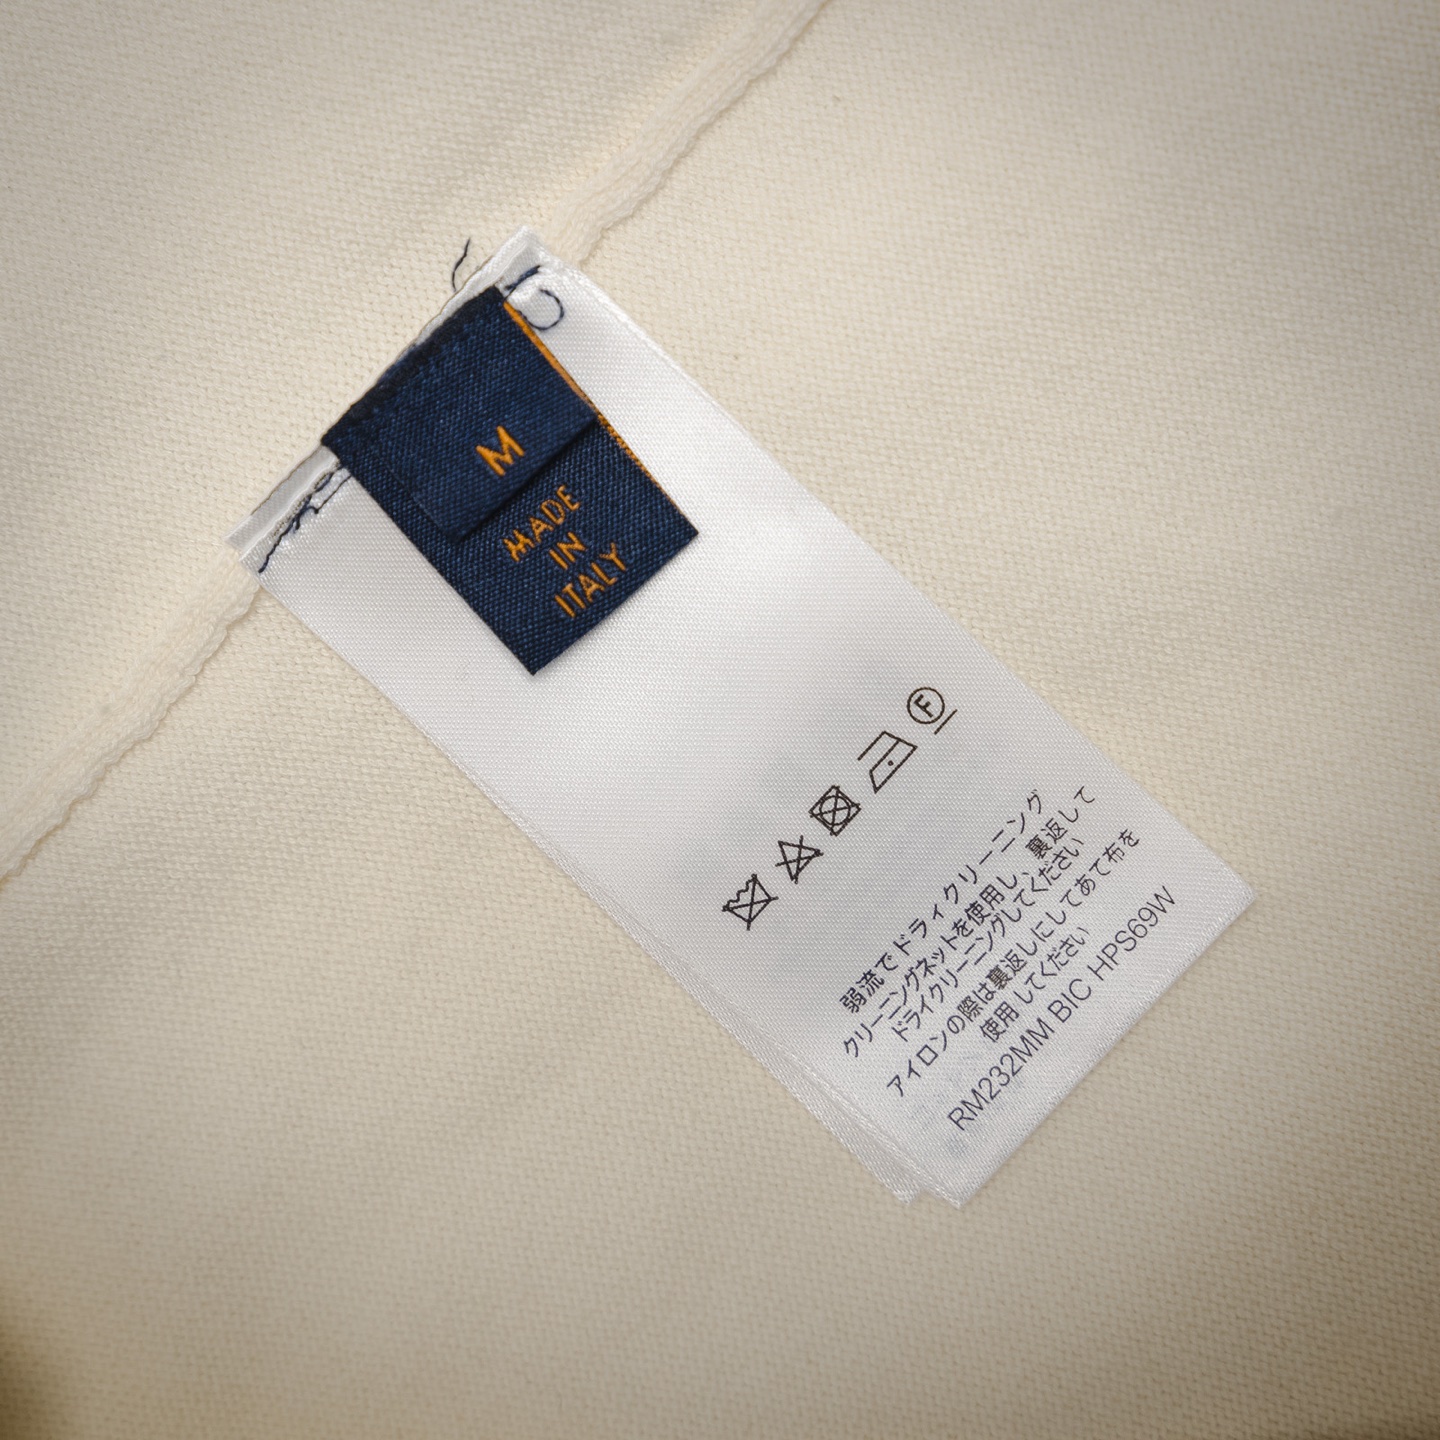 M
MADE
IN
ITALY
F
弱流でドライクリーニング
クリーニングネットを使用し、裏返して
ドライクリーニングしてください
アイロンの際は裏返しにしてあて布を
使用してください
RM232MM BIC HPS69W